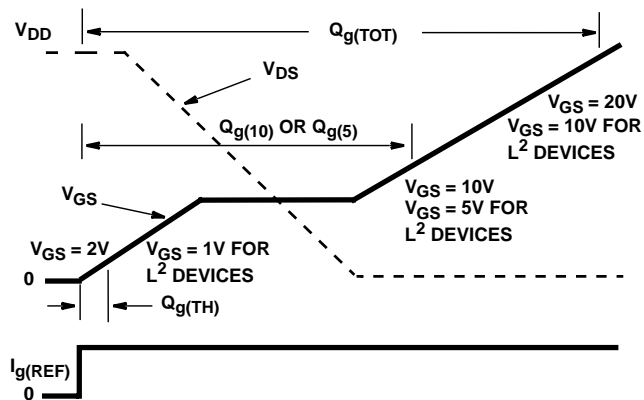 V_DD
Q_g(TOT)
V_DS
V_GS = 20V
V_GS = 10V FOR
L² DEVICES
Q_g(10) OR Q_g(5)
V_GS
V_GS = 10V
V_GS = 5V FOR
L² DEVICES
V_GS = 2V
V_GS = 1V FOR
L² DEVICES
0
Q_g(TH)
I_g(REF)
0